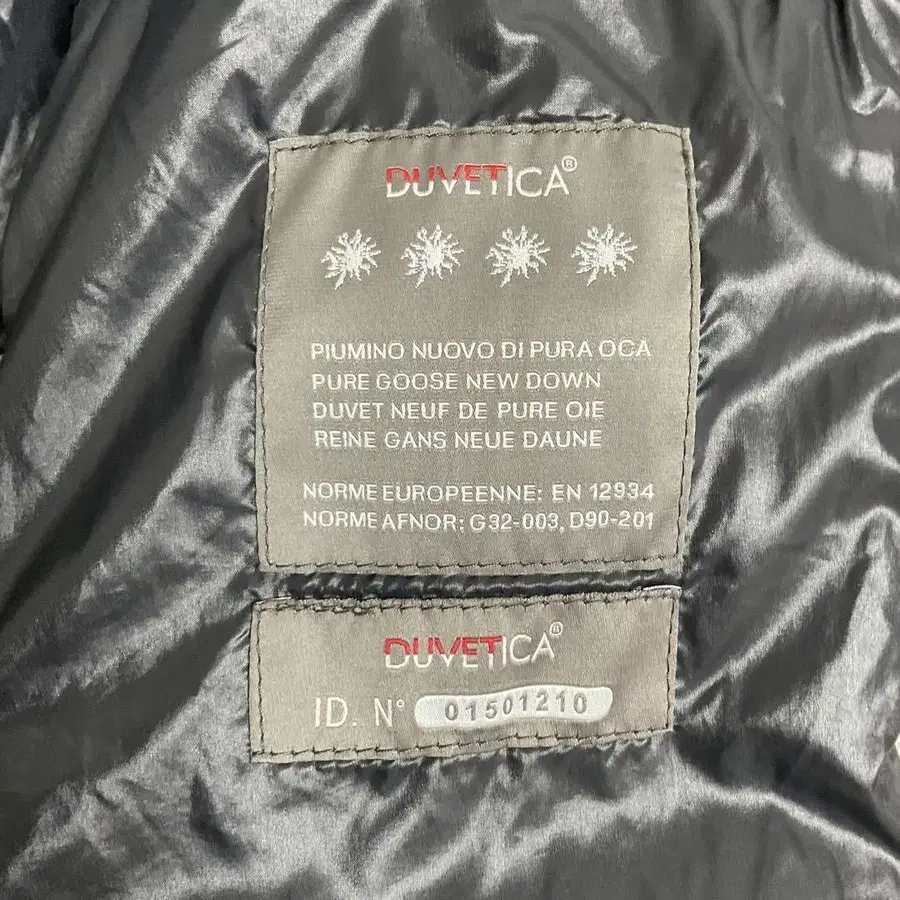 DUVETICA®
PIUMINO NUOVO DI PURA OCA
PURE GOOSE NEW DOWN
DUVET NEUF DE PURE OIE
REINE GANS NEUE DAUNE
NORME EUROPEENNE: EN 12934
NORME AFNOR: G32-003, D90-201
DUVETICA®
ID. N° 01501210